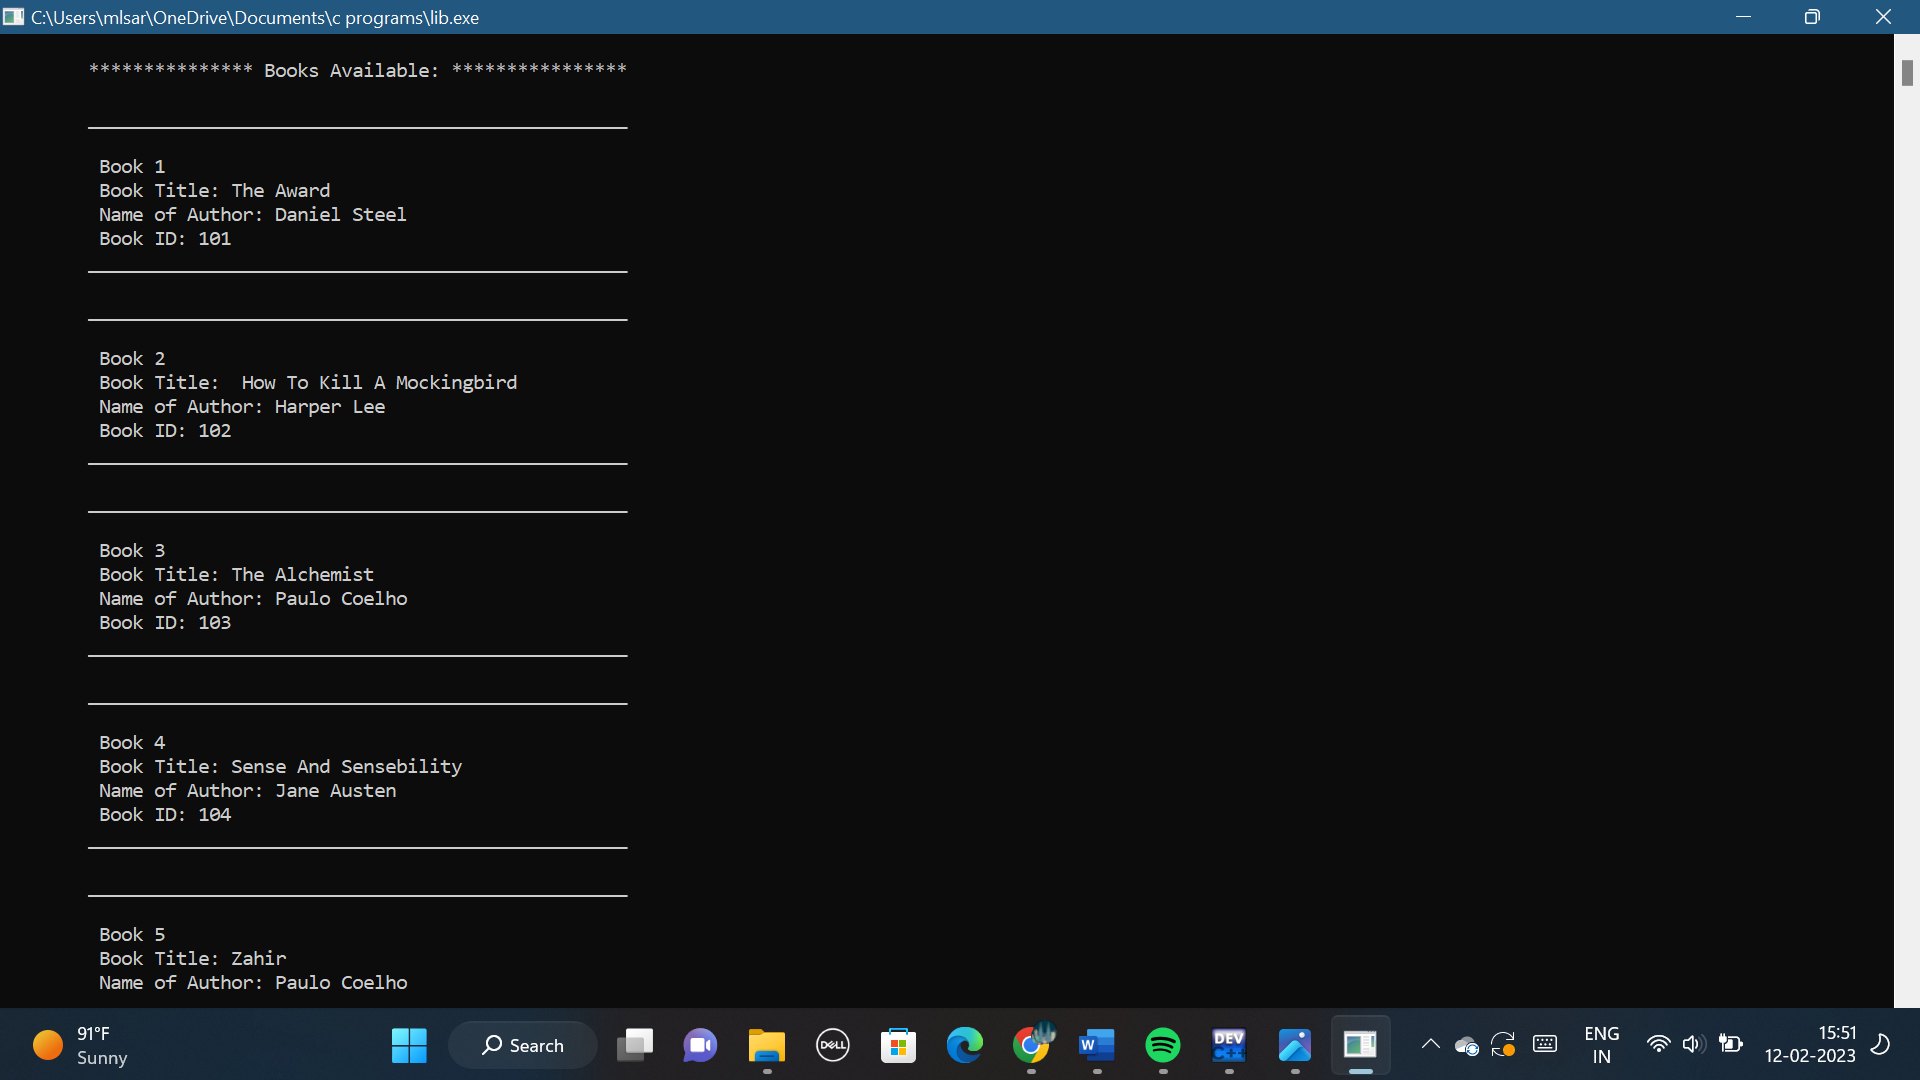 C:\Users\mlsar\OneDrive\Documents\c programs\lib.exe
*************** Books Available: ****************
Book 1
Book Title: The Award
Name of Author: Daniel Steel
Book ID: 101
Book 2
Book Title:  How To Kill A Mockingbird
Name of Author: Harper Lee
Book ID: 102
Book 3
Book Title: The Alchemist
Name of Author: Paulo Coelho
Book ID: 103
Book 4
Book Title: Sense And Sensebility
Name of Author: Jane Austen
Book ID: 104
Book 5
Book Title: Zahir
Name of Author: Paulo Coelho
91°F
Sunny
Search
DELL
W
DEV
C++
ENG
IN
15:51
12-02-2023